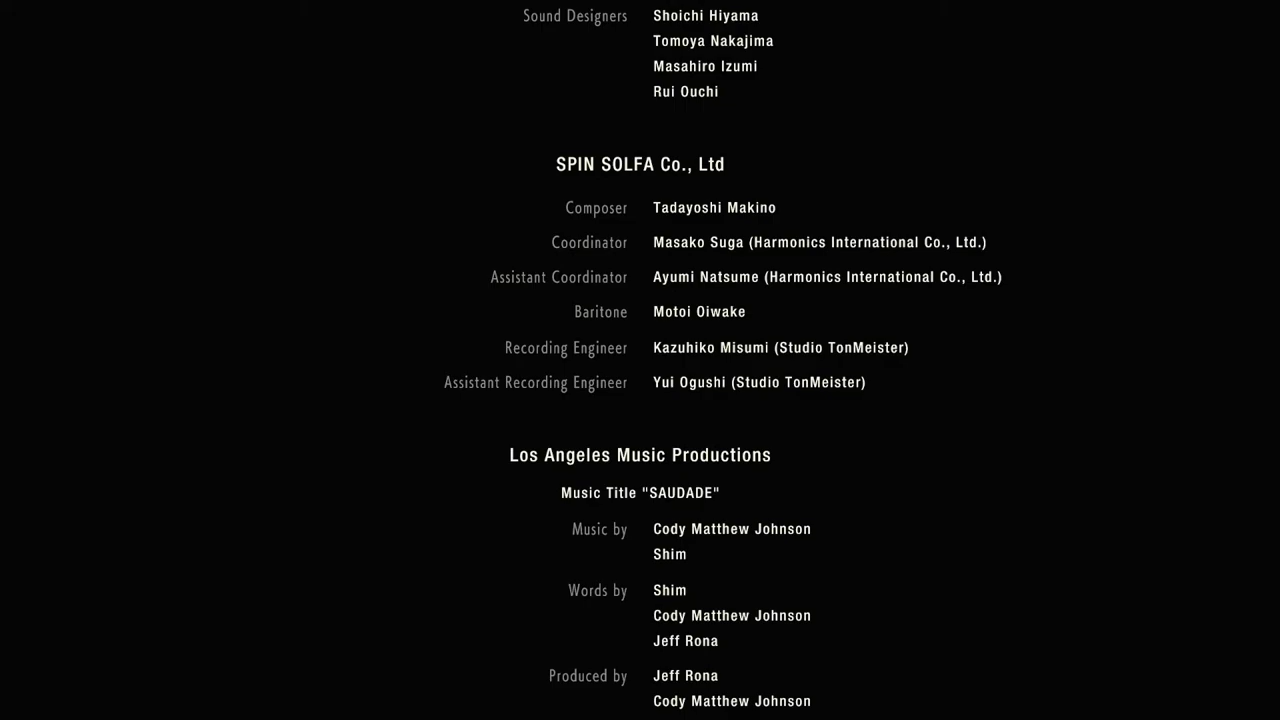 Sound Designers Shoichi Hiyama
Tomoya Nakajima
Masahiro Izumi
Rui Ouchi
SPIN SOLFA Co., Ltd
Composer Tadayoshi Makino
Coordinator Masako Suga (Harmonics International Co., Ltd.)
Assistant Coordinator Ayumi Natsume (Harmonics International Co., Ltd.)
Baritone Motoi Oiwake
Recording Engineer Kazuhiko Misumi (Studio TonMeister)
Assistant Recording Engineer Yui Ogushi (Studio TonMeister)
Los Angeles Music Productions
Music Title "SAUDADE"
Music by Cody Matthew Johnson
Shim
Words by Shim
Cody Matthew Johnson
Jeff Rona
Produced by Jeff Rona
Cody Matthew Johnson